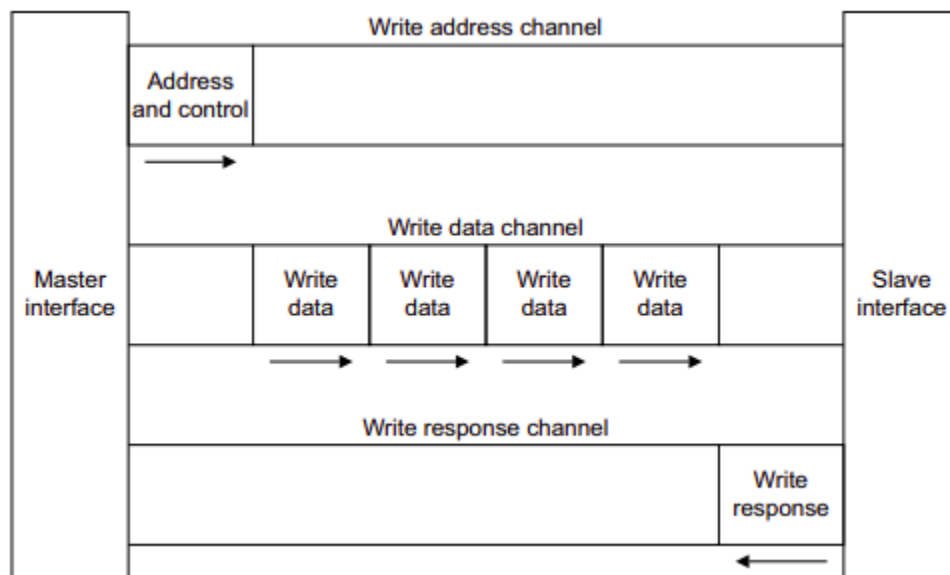 Write address channel
Address
and control
Write data channel
Master
interface
Write
data
Write
data
Write
data
Write
data
Slave
interface
Write response channel
Write
response